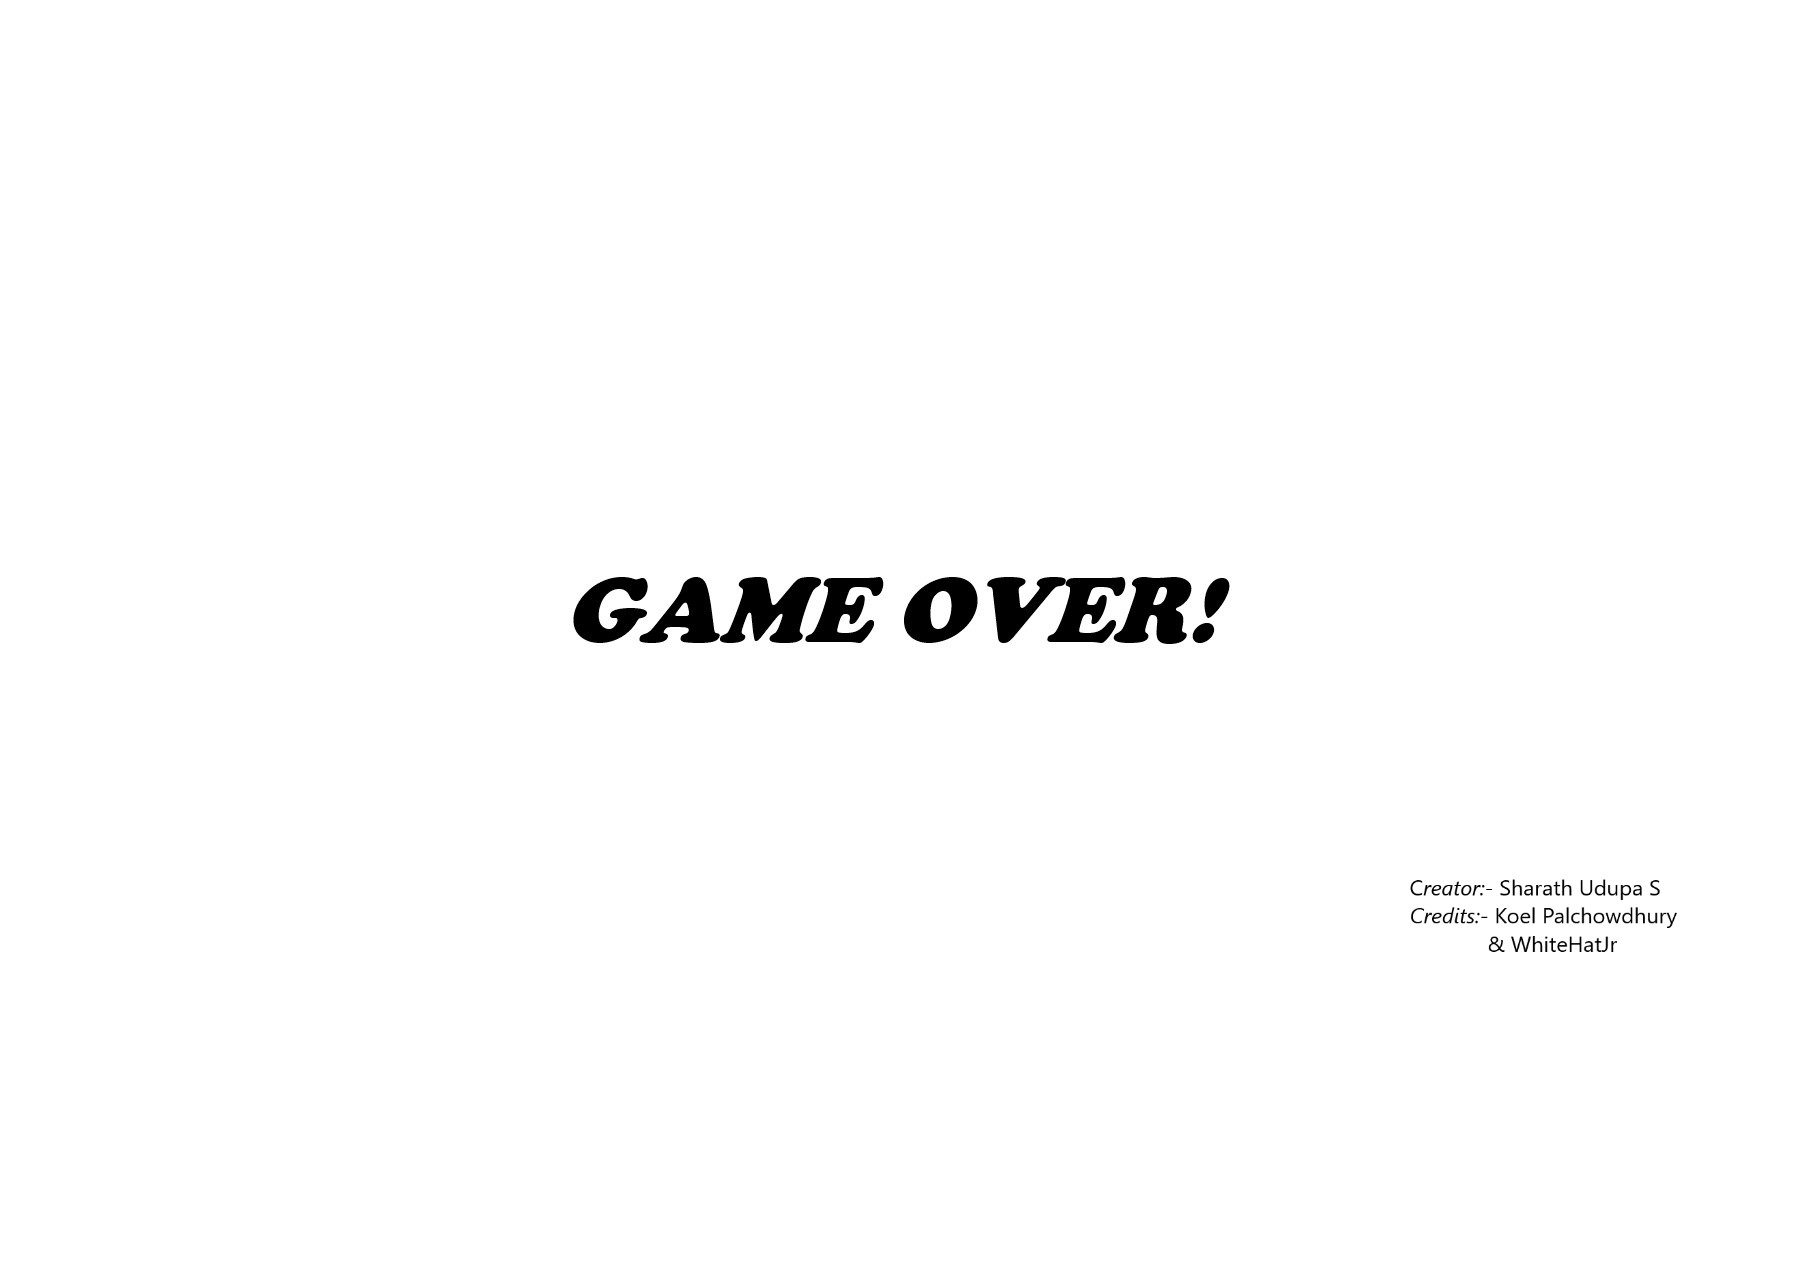 GAME OVER!
Creator:- Sharath Udupa S
Credits:- Koel Palchowdhury
& WhiteHatJr